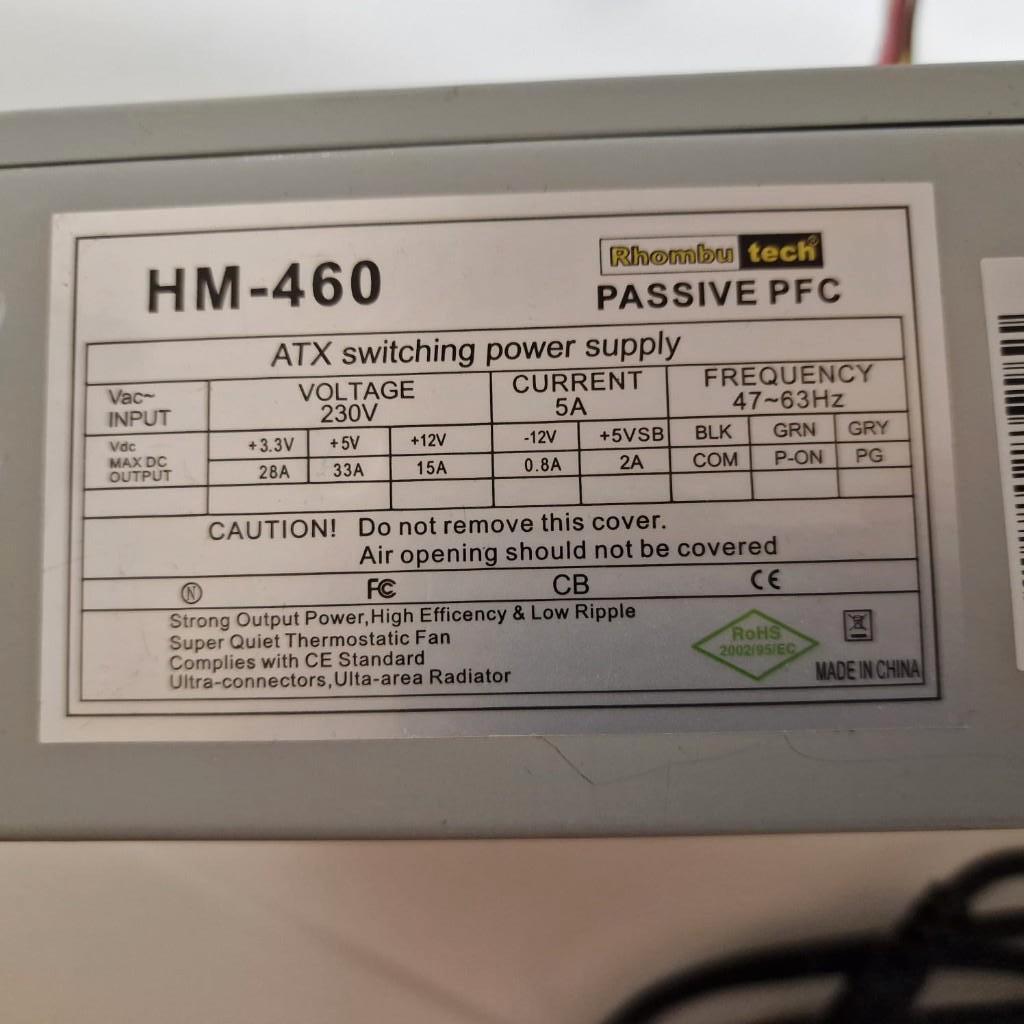 HM-460
Rhombutech®
PASSIVE PFC
ATX switching power supply
Vac~ INPUT VOLTAGE 230V CURRENT 5A FREQUENCY 47~63Hz
Vdc +3.3V +5V +12V -12V +5VSB BLK GRN GRY
MAX DC OUTPUT 28A 33A 15A 0.8A 2A COM P-ON PG
CAUTION! Do not remove this cover.
Air opening should not be covered
N FC CB CE
Strong Output Power,High Efficency & Low Ripple
Super Quiet Thermostatic Fan
Complies with CE Standard
Ultra-connectors,Ulta-area Radiator
RoHS
2002/95/EC
MADE IN CHINA